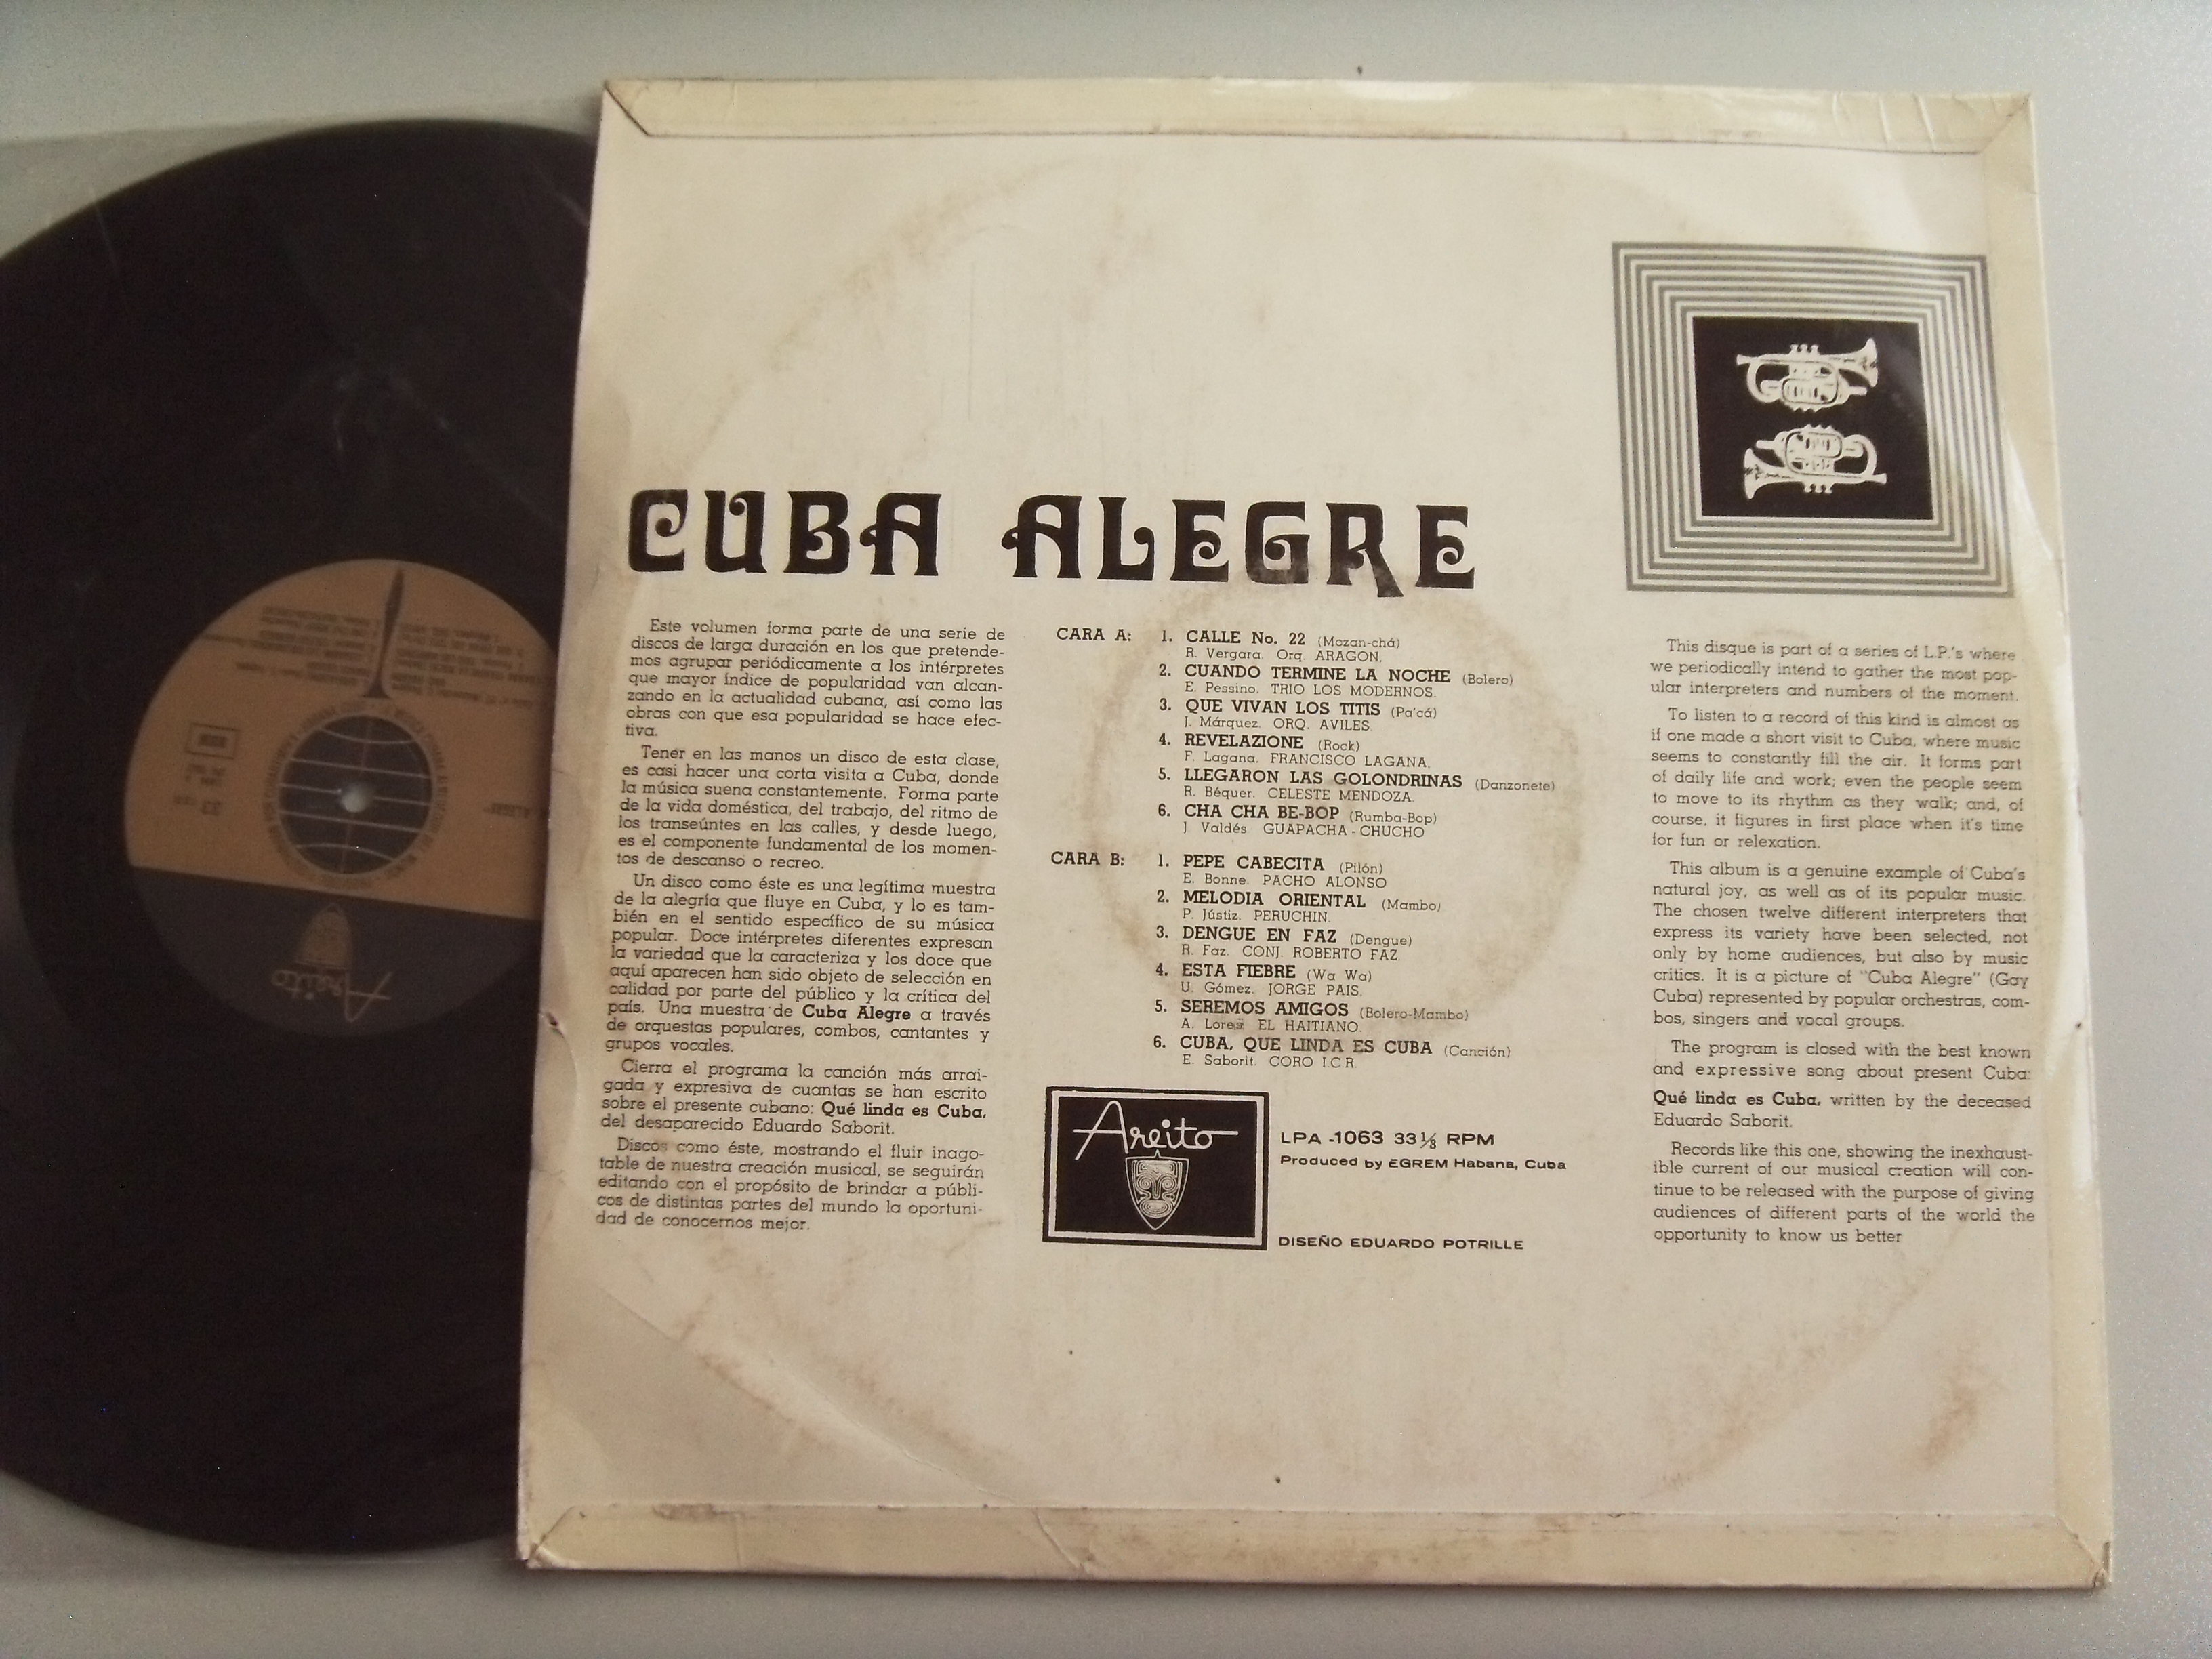 CUBA ALEGRE
Este volumen forma parte de una serie de
discos de larga duración en los que pretende-
mos agrupar periódicamente a los intérpretes
que mayor índice de popularidad van alcan-
zando en la actualidad cubana, así como las
obras con que esa popularidad se hace efec-
tiva.
Tener en las manos un disco de esta clase,
es casi hacer una corta visita a Cuba, donde
la música suena constantemente. Forma parte
de la vida doméstica, del trabajo, del ritmo de
los transeúntes en las calles, y desde luego,
es el componente fundamental de los momen-
tos de descanso o recreo.
Un disco como éste es una legítima muestra
de la alegría que fluye en Cuba, y lo es tam-
bién en el sentido específico de su música
popular. Doce intérpretes diferentes expresan
la variedad que la caracteriza y los doce que
aquí aparecen han sido objeto de selección en
calidad por parte del público y la crítica del
país. Una muestra de Cuba Alegre a través
de orquestas populares, combos, cantantes y
grupos vocales.
Cierra el programa la canción más arrai-
gada y expresiva de cuantas se han escrito
sobre el presente cubano: Qué linda es Cuba,
del desaparecido Eduardo Saborit.
Discos como éste, mostrando el fluir inago-
table de nuestra creación musical, se seguirán
editando con el propósito de brindar a públi-
cos de distintas partes del mundo la oportuni-
dad de conocernos mejor.
CARA A: 1. CALLE No. 22 (Mozan-chá)
R. Vergara. Orq. ARAGON.
2. CUANDO TERMINE LA NOCHE (Bolero)
E. Pessino. TRIO LOS MODERNOS.
3. QUE VIVAN LOS TITIS (Pa'cá)
J. Márquez. ORQ. AVILES
4. REVELAZIONE (Rock)
F. Lagana. FRANCISCO LAGANA.
5. LLEGARON LAS GOLONDRINAS (Danzonete)
R. Béquer. CELESTE MENDOZA.
6. CHA CHA BE-BOP (Rumba-Bop)
J Valdés GUAPACHA - CHUCHO
CARA B: 1. PEPE CABECITA (Pilón)
E. Bonne. PACHO ALONSO
2. MELODIA ORIENTAL (Mambo)
P. Jústiz. PERUCHIN.
3. DENGUE EN FAZ (Dengue)
R. Faz. CONJ. ROBERTO FAZ.
4. ESTA FIEBRE (Wa Wa)
U. Gómez. JORGE PAIS.
5. SEREMOS AMIGOS (Bolero-Mambo)
A. EL HAITIANO.
6. CUBA, QUE LINDA ES CUBA (Canción)
E. Saborit. CORO I.C.R.
Areito
LPA -1063 33⅓ RPM
Produced by EGREM Habana, Cuba
DISEÑO EDUARDO POTRILLE
This disque is part of a series of L.P.'s where
we periodically intend to gather the most pop-
ular interpreters and numbers of the moment.
To listen to a record of this kind is almost as
if one made a short visit to Cuba, where music
seems to constantly fill the air. It forms part
of daily life and work; even the people seem
to move to its rhythm as they walk; and, of
course, it figures in first place when it's time
for fun or relexation.
This album is a genuine example of Cuba's
natural joy, as well as of its popular music.
The chosen twelve different interpreters that
express its variety have been selected, not
only by home audiences, but also by music
critics. It is a picture of "Cuba Alegre" (Gay
Cuba) represented by popular orchestras, com-
bos, singers and vocal groups.
The program is closed with the best known
and expressive song about present Cuba:
Qué linda es Cuba, written by the deceased
Eduardo Saborit.
Records like this one, showing the inexhaust-
ible current of our musical creation will con-
tinue to be released with the purpose of giving
audiences of different parts of the world the
opportunity to know us better
Areito
33